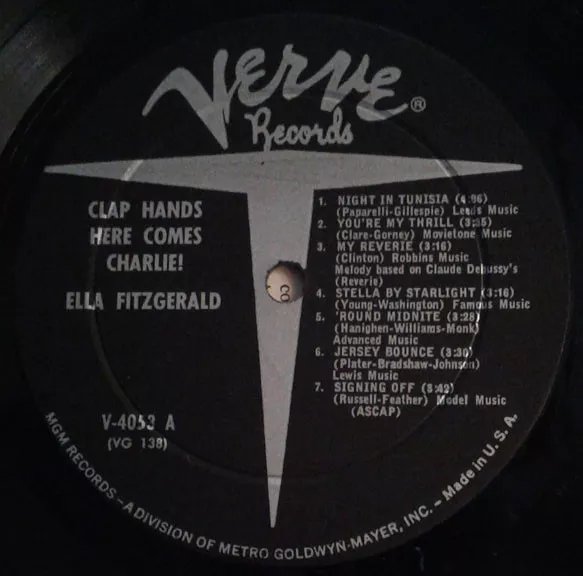 Verve®
Records
CLAP HANDS
HERE COMES
CHARLIE!
ELLA FITZGERALD
V-4053 A
(VG 138)
1. NIGHT IN TUNISIA (4:06)
(Paparelli-Gillespie) Leeds Music
2. YOU'RE MY THRILL (3:35)
(Clare-Gorney) Movietone Music
3. MY REVERIE (3:16)
(Clinton) Robbins Music
Melody based on Claude Debussy's
(Reverie)
4. STELLA BY STARLIGHT (3:16)
(Young-Washington) Famous Music
5. 'ROUND MIDNITE (3:28)
(Hanighen-Williams-Monk)
Advanced Music
6. JERSEY BOUNCE (3:30)
(Plater-Bradshaw-Johnson)
Lewis Music
7. SIGNING OFF (3:42)
(Russell-Feather) Model Music
(ASCAP)
MGM RECORDS – A DIVISION OF METRO GOLDWYN-MAYER, INC. – Made in U. S. A.